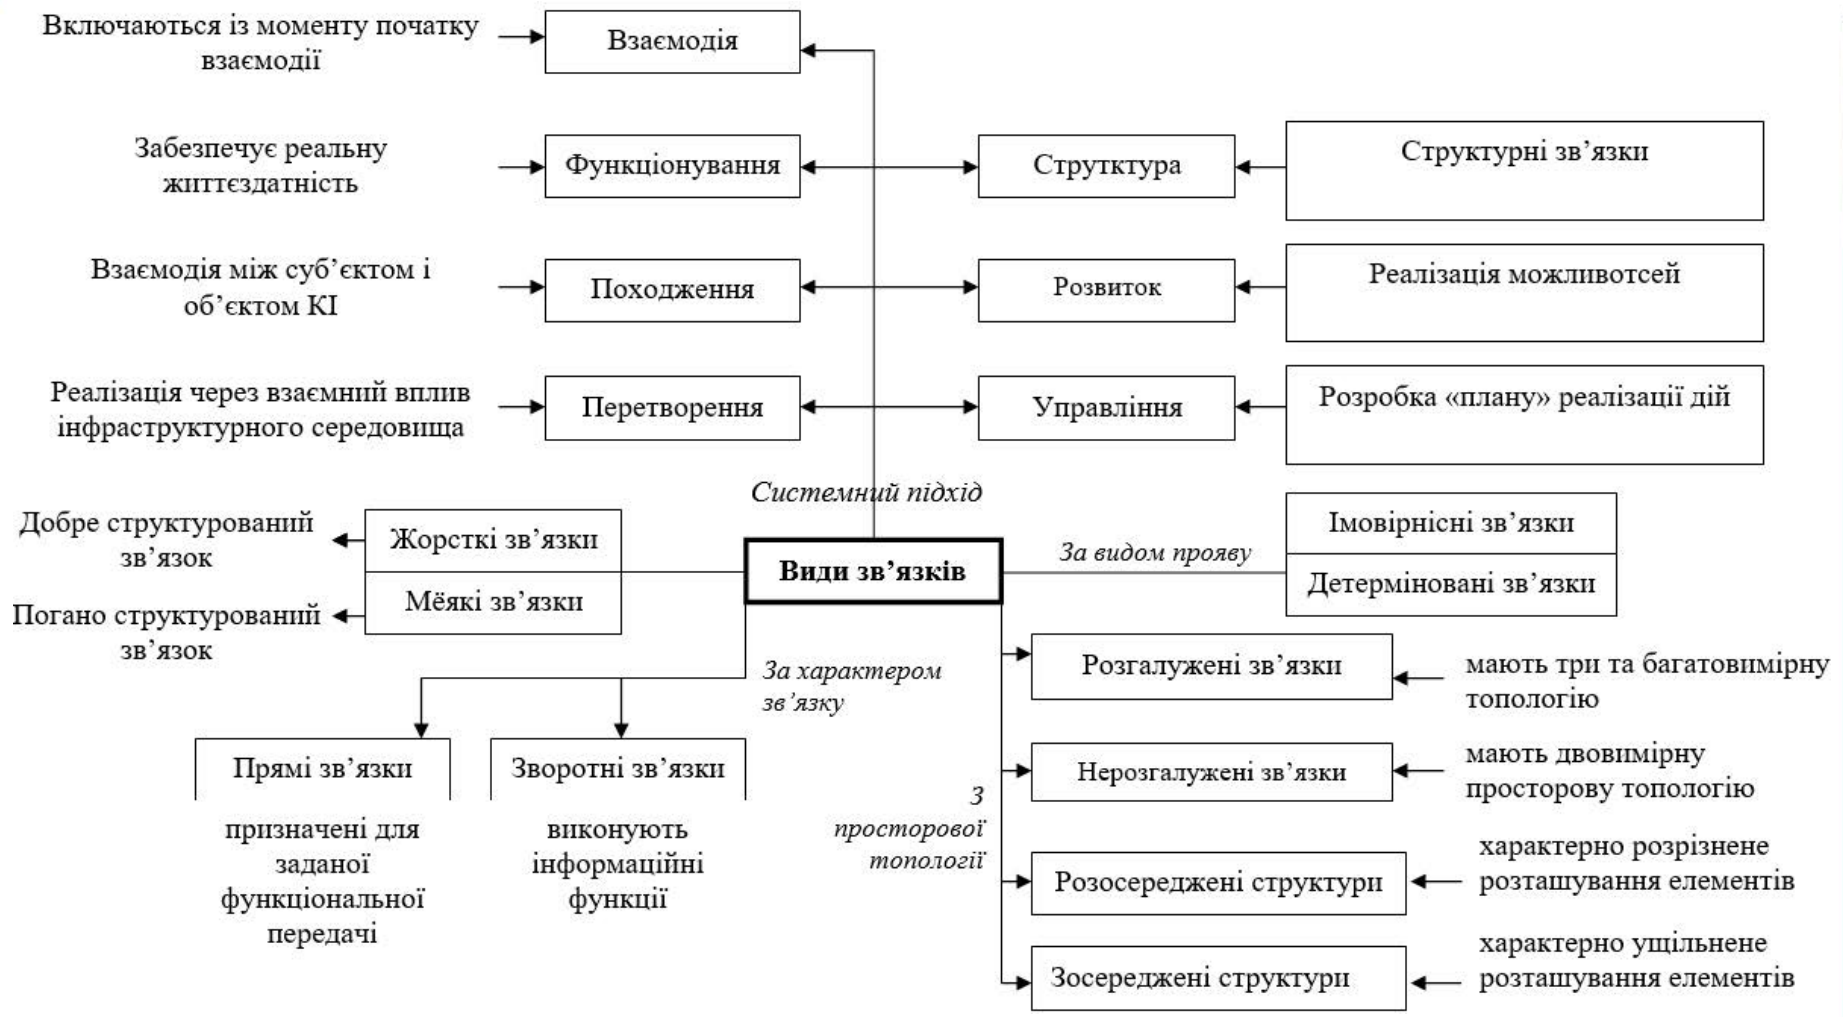 Включаються із моменту початку
взаємодії
Взаємодія
Забезпечує реальну
життєздатність
Функціонування
Струтктура
Структурні зв’язки
Взаємодія між суб’єктом і
об’єктом КІ
Походження
Розвиток
Реалізація можливотсей
Реалізація через взаємний вплив
інфраструктурного середовища
Перетворення
Управління
Розробка «плану» реалізації дій
Системний підхід
Добре структурований
зв’язок
Жорсткі зв’язки
Мёякі зв’язки
Погано структурований
зв’язок
Види зв’язків
За видом прояву
Імовірнісні зв’язки
Детерміновані зв’язки
За характером
зв’язку
Прямі зв’язки
призначені для
заданої
функціональної
передачі
Зворотні зв’язки
виконують
інформаційні
функції
З
просторової
топології
Розгалужені зв’язки
мають три та багатовимірну
топологію
Нерозгалужені зв’язки
мають двовимірну
просторову топологію
Розосереджені структури
характерно розрізнене
розташування елементів
Зосереджені структури
характерно ущільнене
розташування елементів